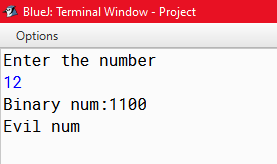 BlueJ: Terminal Window - Project
Options
Enter the number
12
Binary num:1100
Evil num